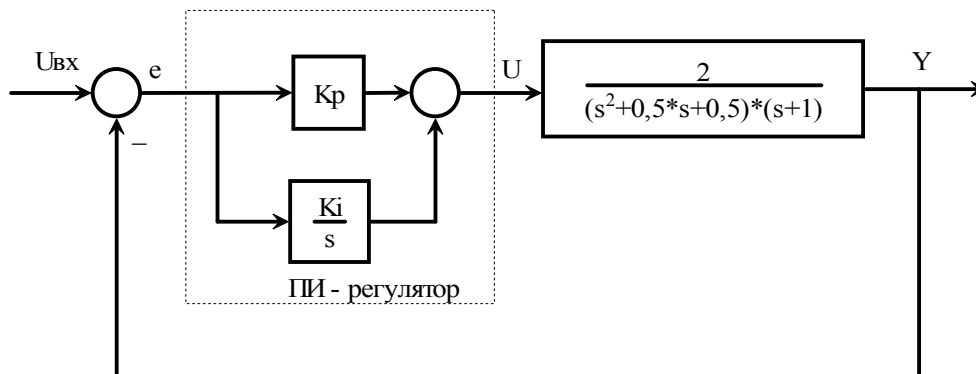 Uвх
e
Kp
U
2
(s²+0,5*s+0,5)*(s+1)
Y
–
Ki
s
ПИ - регулятор